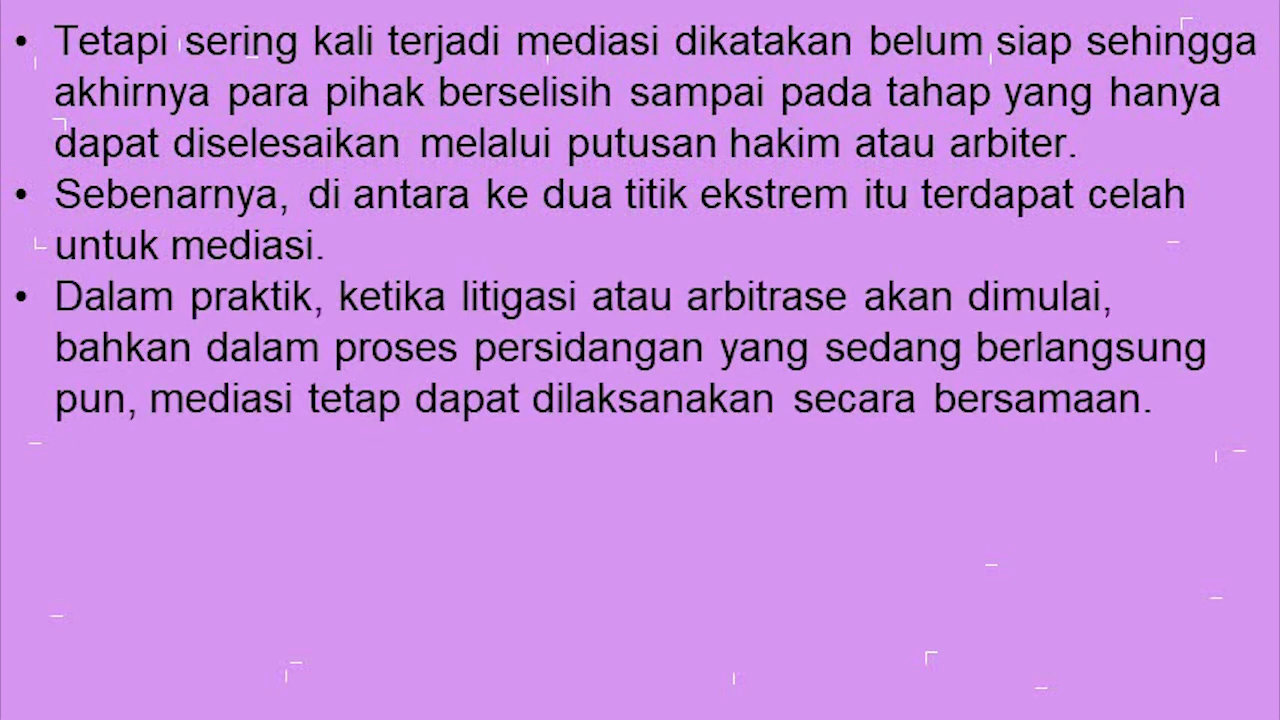 • Tetapi sering kali terjadi mediasi dikatakan belum siap sehingga
akhirnya para pihak berselisih sampai pada tahap yang hanya
dapat diselesaikan melalui putusan hakim atau arbiter.
• Sebenarnya, di antara ke dua titik ekstrem itu terdapat celah
untuk mediasi.
• Dalam praktik, ketika litigasi atau arbitrase akan dimulai,
bahkan dalam proses persidangan yang sedang berlangsung
pun, mediasi tetap dapat dilaksanakan secara bersamaan.